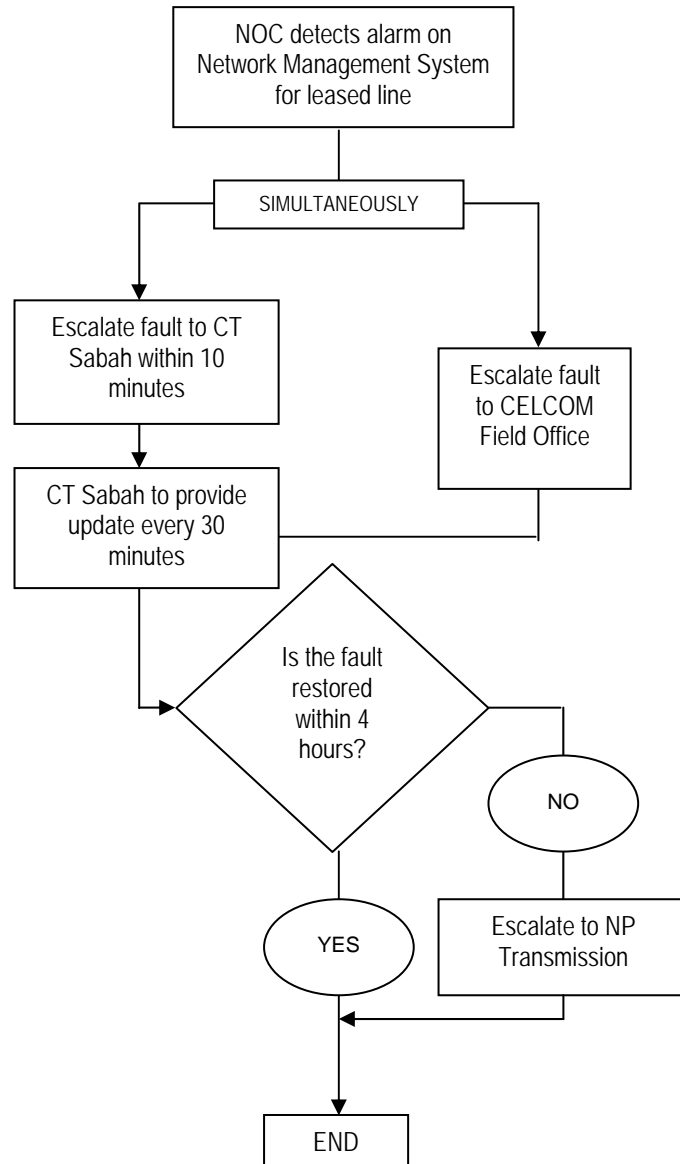 NOC detects alarm on
Network Management System
for leased line
SIMULTANEOUSLY
Escalate fault to CT
Sabah within 10
minutes
Escalate fault
to CELCOM
Field Office
CT Sabah to provide
update every 30
minutes
Is the fault
restored
within 4
hours?
NO
YES
Escalate to NP
Transmission
END